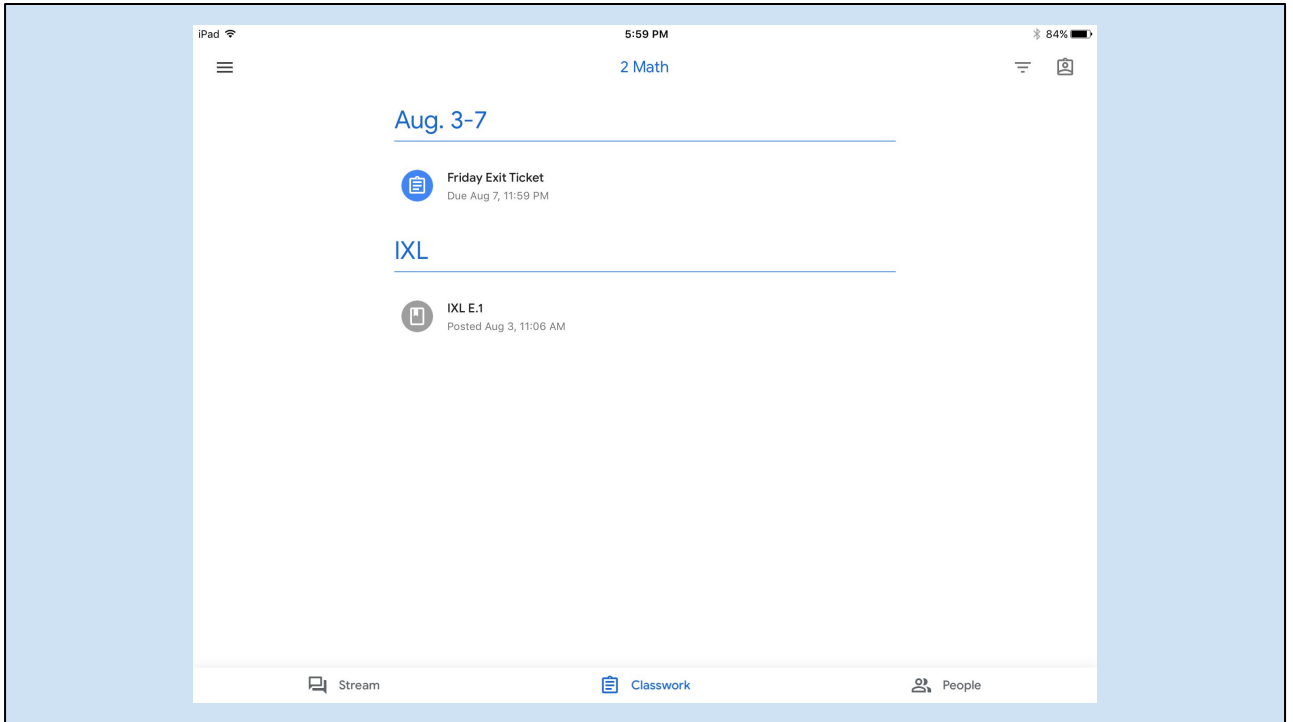 iPad 5:59 PM 84%
2 Math
Aug. 3-7
Friday Exit Ticket
Due Aug 7, 11:59 PM
IXL
IXL E.1
Posted Aug 3, 11:06 AM
Stream Classwork People